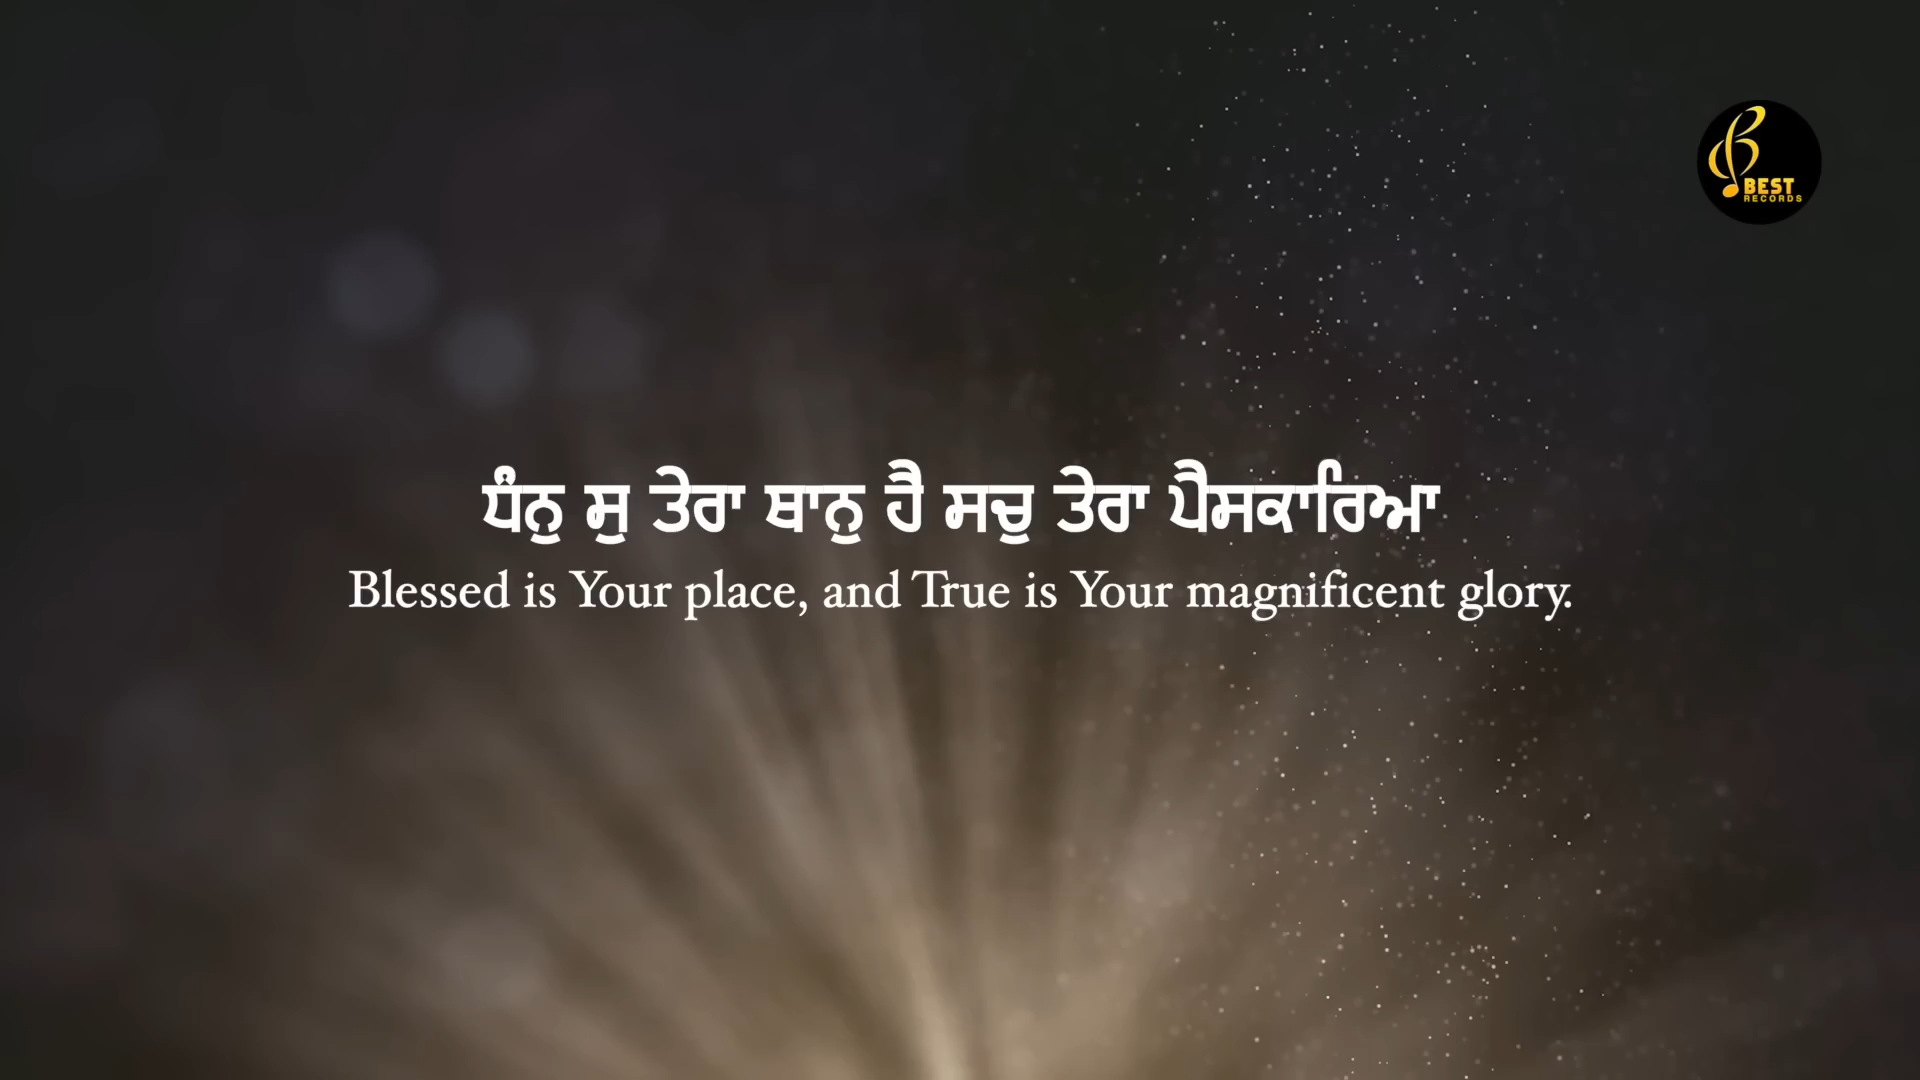 BEST
RECORDS
ਧੰਨੁ ਸੁ ਤੇਰਾ ਥਾਨੁ ਹੈ ਸਚੁ ਤੇਰਾ ਪੈਸਕਾਰਿਆ
Blessed is Your place, and True is Your magnificent glory.